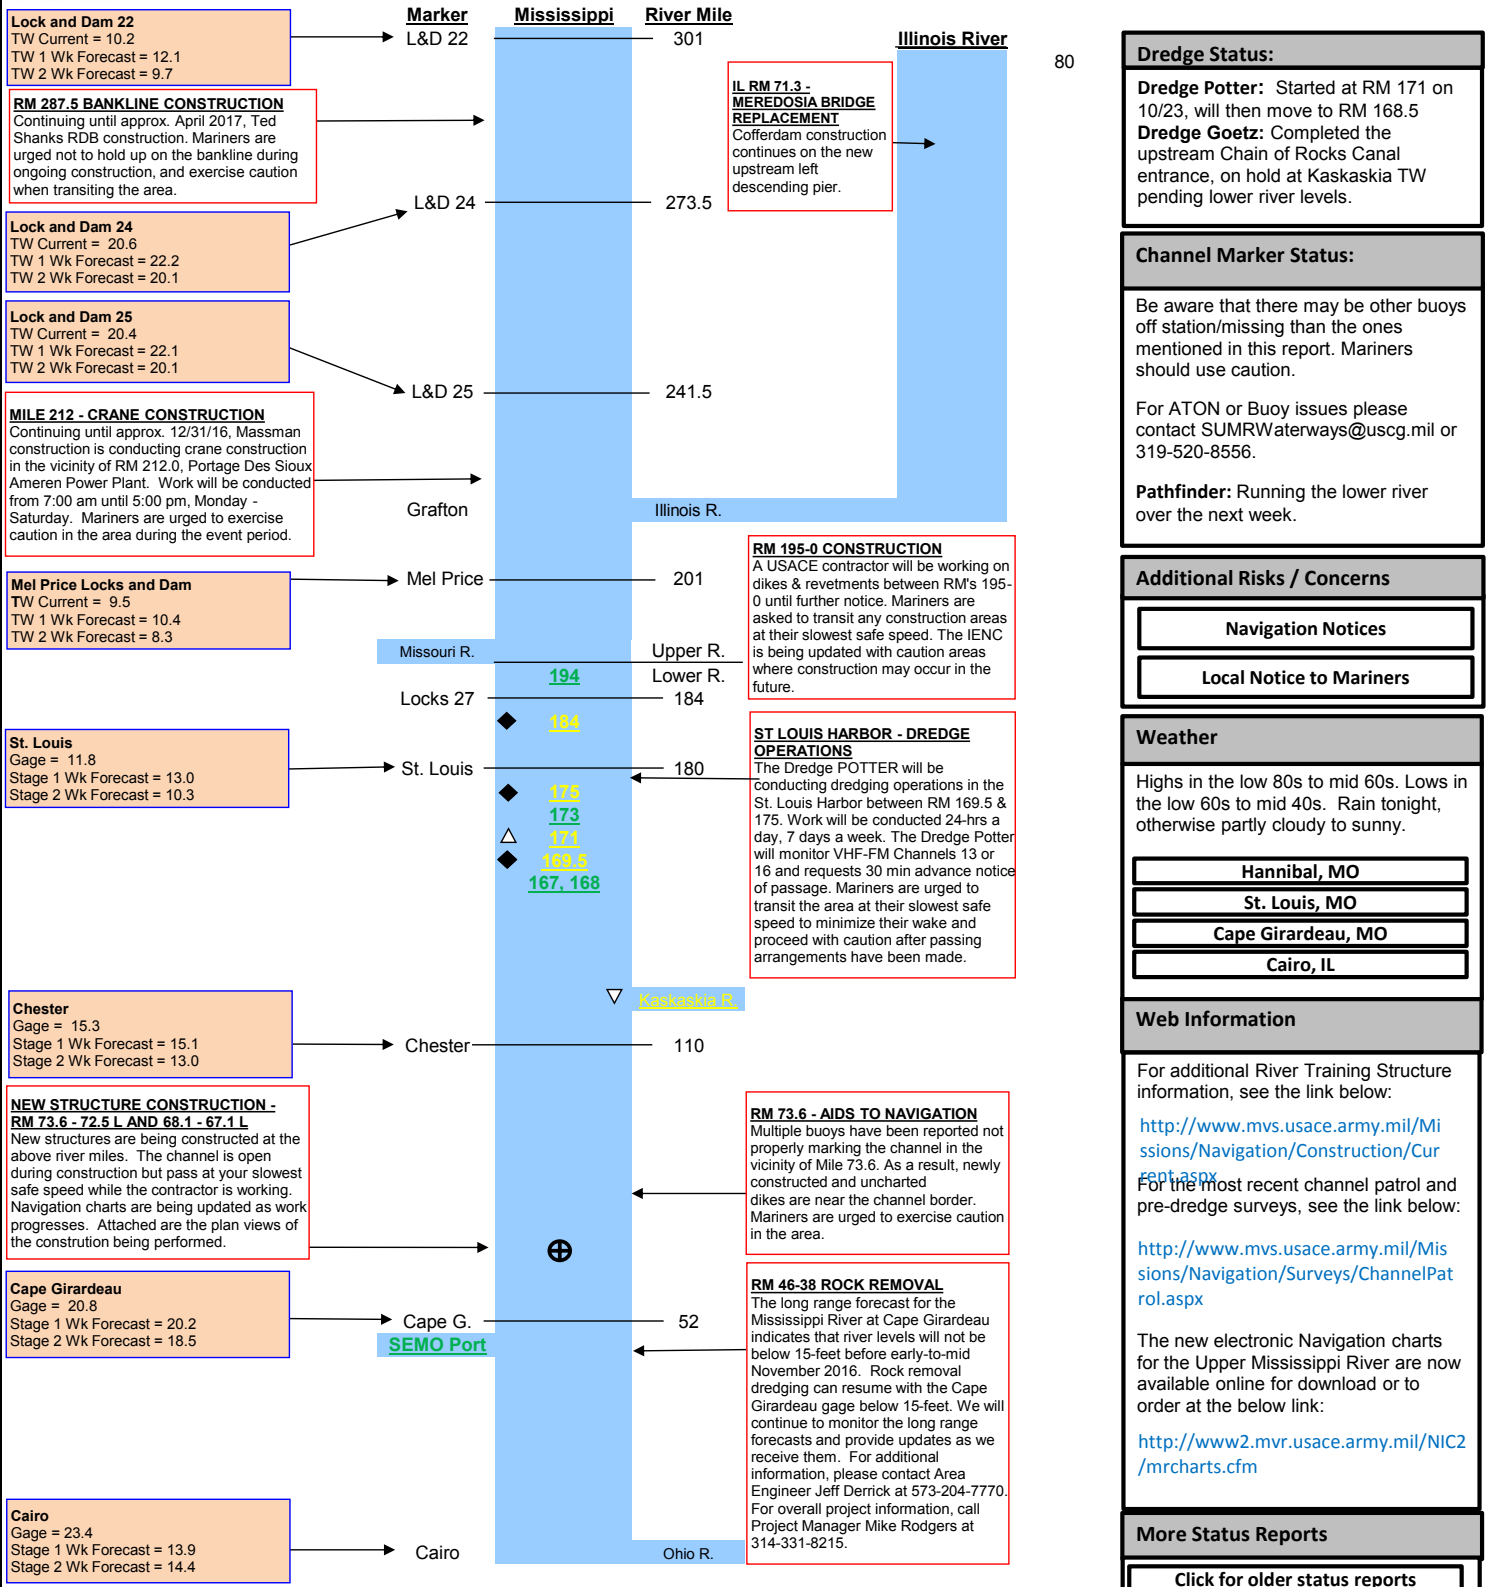 Marker
Mississippi
River Mile
Lock and Dam 22
TW Current = 10.2
TW 1 Wk Forecast = 12.1
TW 2 Wk Forecast = 9.7
L&D 22
301
Illinois River
80
RM 287.5 BANKLINE CONSTRUCTION
Continuing until approx. April 2017, Ted
Shanks RDB construction. Mariners are
urged not to hold up on the bankline during
ongoing construction, and exercise caution
when transiting the area.
IL RM 71.3 -
MEREDOSIA BRIDGE
REPLACEMENT
Cofferdam construction
continues on the new
upstream left
descending pier.
L&D 24
273.5
Lock and Dam 24
TW Current = 20.6
TW 1 Wk Forecast = 22.2
TW 2 Wk Forecast = 20.1
Lock and Dam 25
TW Current = 20.4
TW 1 Wk Forecast = 22.1
TW 2 Wk Forecast = 20.1
L&D 25
241.5
MILE 212 - CRANE CONSTRUCTION
Continuing until approx. 12/31/16, Massman
construction is conducting crane construction
in the vicinity of RM 212.0, Portage Des Sioux
Ameren Power Plant. Work will be conducted
from 7:00 am until 5:00 pm, Monday -
Saturday. Mariners are urged to exercise
caution in the area during the event period.
Grafton
Illinois R.
Mel Price Locks and Dam
TW Current = 9.5
TW 1 Wk Forecast = 10.4
TW 2 Wk Forecast = 8.3
Mel Price
201
RM 195-0 CONSTRUCTION
A USACE contractor will be working on
dikes & revetments between RM's 195-
0 until further notice. Mariners are
asked to transit any construction areas
at their slowest safe speed. The IENC
is being updated with caution areas
where construction may occur in the
future.
Missouri R.
Upper R.
194
Lower R.
Locks 27
184
184
St. Louis
Gage = 11.8
Stage 1 Wk Forecast = 13.0
Stage 2 Wk Forecast = 10.3
St. Louis
180
175
173
171
169.5
167, 168
ST LOUIS HARBOR - DREDGE
OPERATIONS
The Dredge POTTER will be
conducting dredging operations in the
St. Louis Harbor between RM 169.5 &
175. Work will be conducted 24-hrs a
day, 7 days a week. The Dredge Potter
will monitor VHF-FM Channels 13 or
16 and requests 30 min advance notice
of passage. Mariners are urged to
transit the area at their slowest safe
speed to minimize their wake and
proceed with caution after passing
arrangements have been made.
Kaskaskia R.
Chester
Gage = 15.3
Stage 1 Wk Forecast = 15.1
Stage 2 Wk Forecast = 13.0
Chester
110
NEW STRUCTURE CONSTRUCTION -
RM 73.6 - 72.5 L AND 68.1 - 67.1 L
New structures are being constructed at the
above river miles. The channel is open
during construction but pass at your slowest
safe speed while the contractor is working.
Navigation charts are being updated as work
progresses. Attached are the plan views of
the constrution being performed.
RM 73.6 - AIDS TO NAVIGATION
Multiple buoys have been reported not
properly marking the channel in the
vicinity of Mile 73.6. As a result, newly
constructed and uncharted
dikes are near the channel border.
Mariners are urged to exercise caution
in the area.
Cape Girardeau
Gage = 20.8
Stage 1 Wk Forecast = 20.2
Stage 2 Wk Forecast = 18.5
Cape G.
52
SEMO Port
RM 46-38 ROCK REMOVAL
The long range forecast for the
Mississippi River at Cape Girardeau
indicates that river levels will not be
below 15-feet before early-to-mid
November 2016. Rock removal
dredging can resume with the Cape
Girardeau gage below 15-feet. We will
continue to monitor the long range
forecasts and provide updates as we
receive them. For additional
information, please contact Area
Engineer Jeff Derrick at 573-204-7770.
For overall project information, call
Project Manager Mike Rodgers at
314-331-8215.
Cairo
Gage = 23.4
Stage 1 Wk Forecast = 13.9
Stage 2 Wk Forecast = 14.4
Cairo
Ohio R.
Dredge Status:
Dredge Potter: Started at RM 171 on
10/23, will then move to RM 168.5
Dredge Goetz: Completed the
upstream Chain of Rocks Canal
entrance, on hold at Kaskaskia TW
pending lower river levels.
Channel Marker Status:
Be aware that there may be other buoys
off station/missing than the ones
mentioned in this report. Mariners
should use caution.
For ATON or Buoy issues please
contact SUMRWaterways@uscg.mil or
319-520-8556.
Pathfinder: Running the lower river
over the next week.
Additional Risks / Concerns
Navigation Notices
Local Notice to Mariners
Weather
Highs in the low 80s to mid 60s. Lows in
the low 60s to mid 40s. Rain tonight,
otherwise partly cloudy to sunny.
Hannibal, MO
St. Louis, MO
Cape Girardeau, MO
Cairo, IL
Web Information
For additional River Training Structure
information, see the link below:
http://www.mvs.usace.army.mil/Mi
ssions/Navigation/Construction/Cur
rent.aspx
For the most recent channel patrol and
pre-dredge surveys, see the link below:
http://www.mvs.usace.army.mil/Mis
sions/Navigation/Surveys/ChannelPat
rol.aspx
The new electronic Navigation charts
for the Upper Mississippi River are now
available online for download or to
order at the below link:
http://www2.mvr.usace.army.mil/NIC2
/mrcharts.cfm
More Status Reports
Click for older status reports